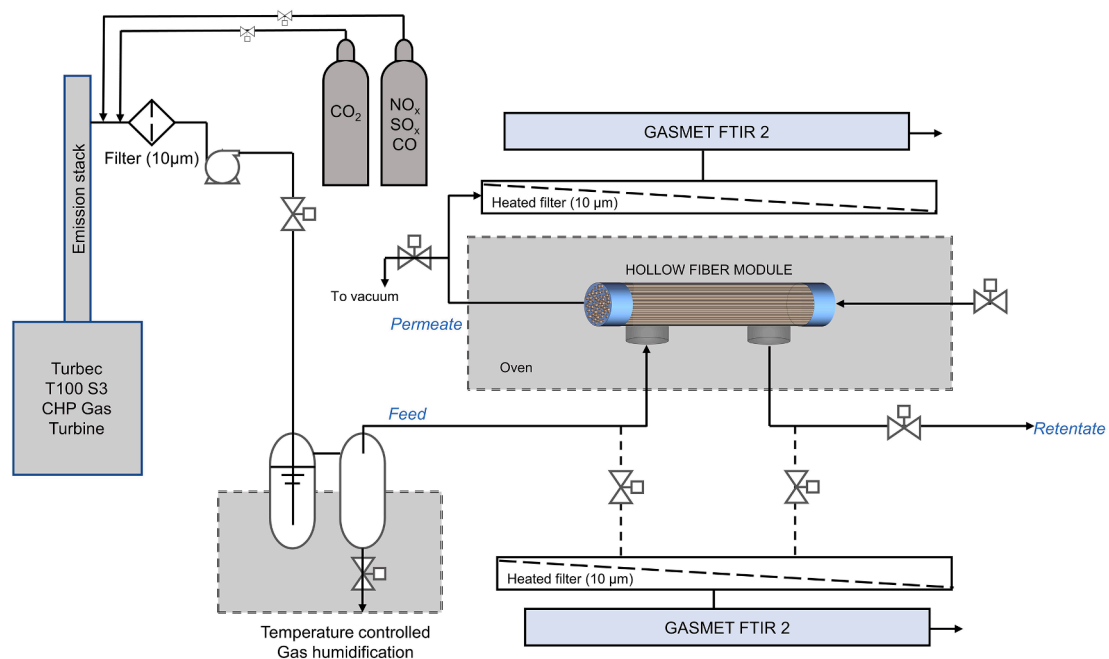 CO₂
NOₓ
SOₓ
CO
Emission stack
Filter (10μm)
GASMET FTIR 2
Heated filter (10 μm)
HOLLOW FIBER MODULE
To vacuum
Permeate
Oven
Turbec
T100 S3
CHP Gas
Turbine
Feed
Retentate
Heated filter (10 μm)
GASMET FTIR 2
Temperature controlled
Gas humidification